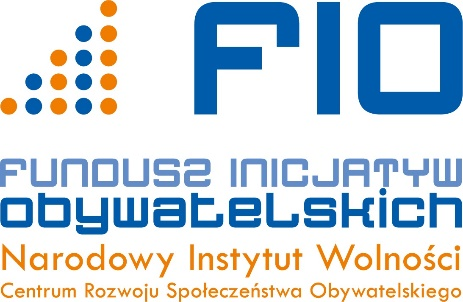 FIO
FUNDUSZ INICJATYW
obywatelskich
Narodowy Instytut Wolności
Centrum Rozwoju Społeczeństwa Obywatelskiego